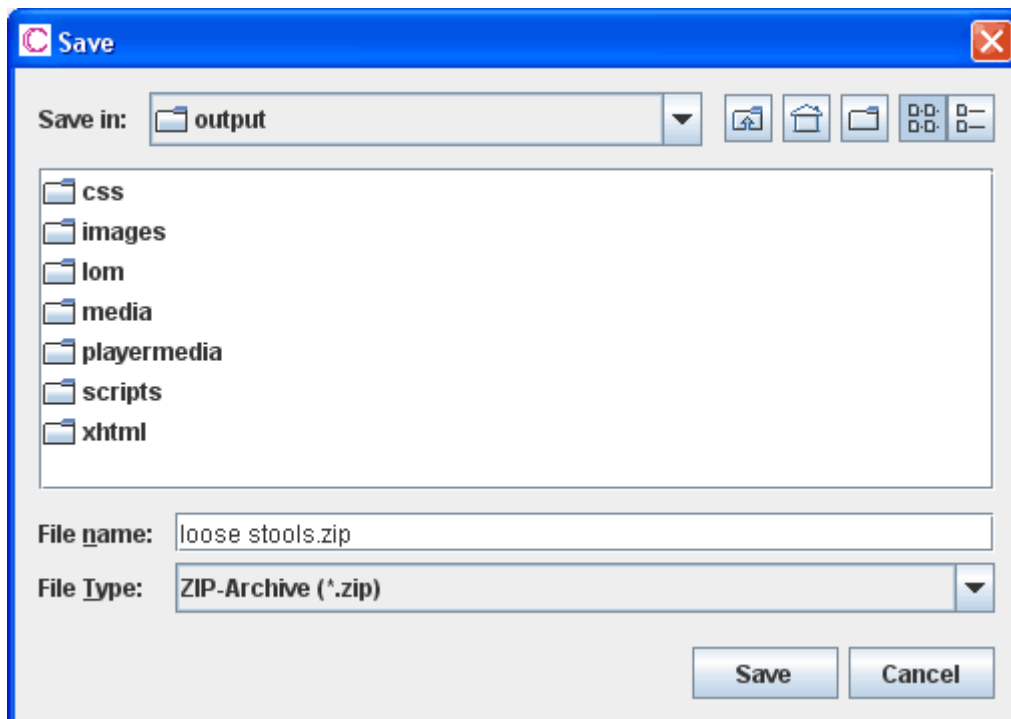 Save
Save in: output
css
images
lom
media
playermedia
scripts
xhtml
File name: loose stools.zip
File Type: ZIP-Archive (*.zip)
Save Cancel